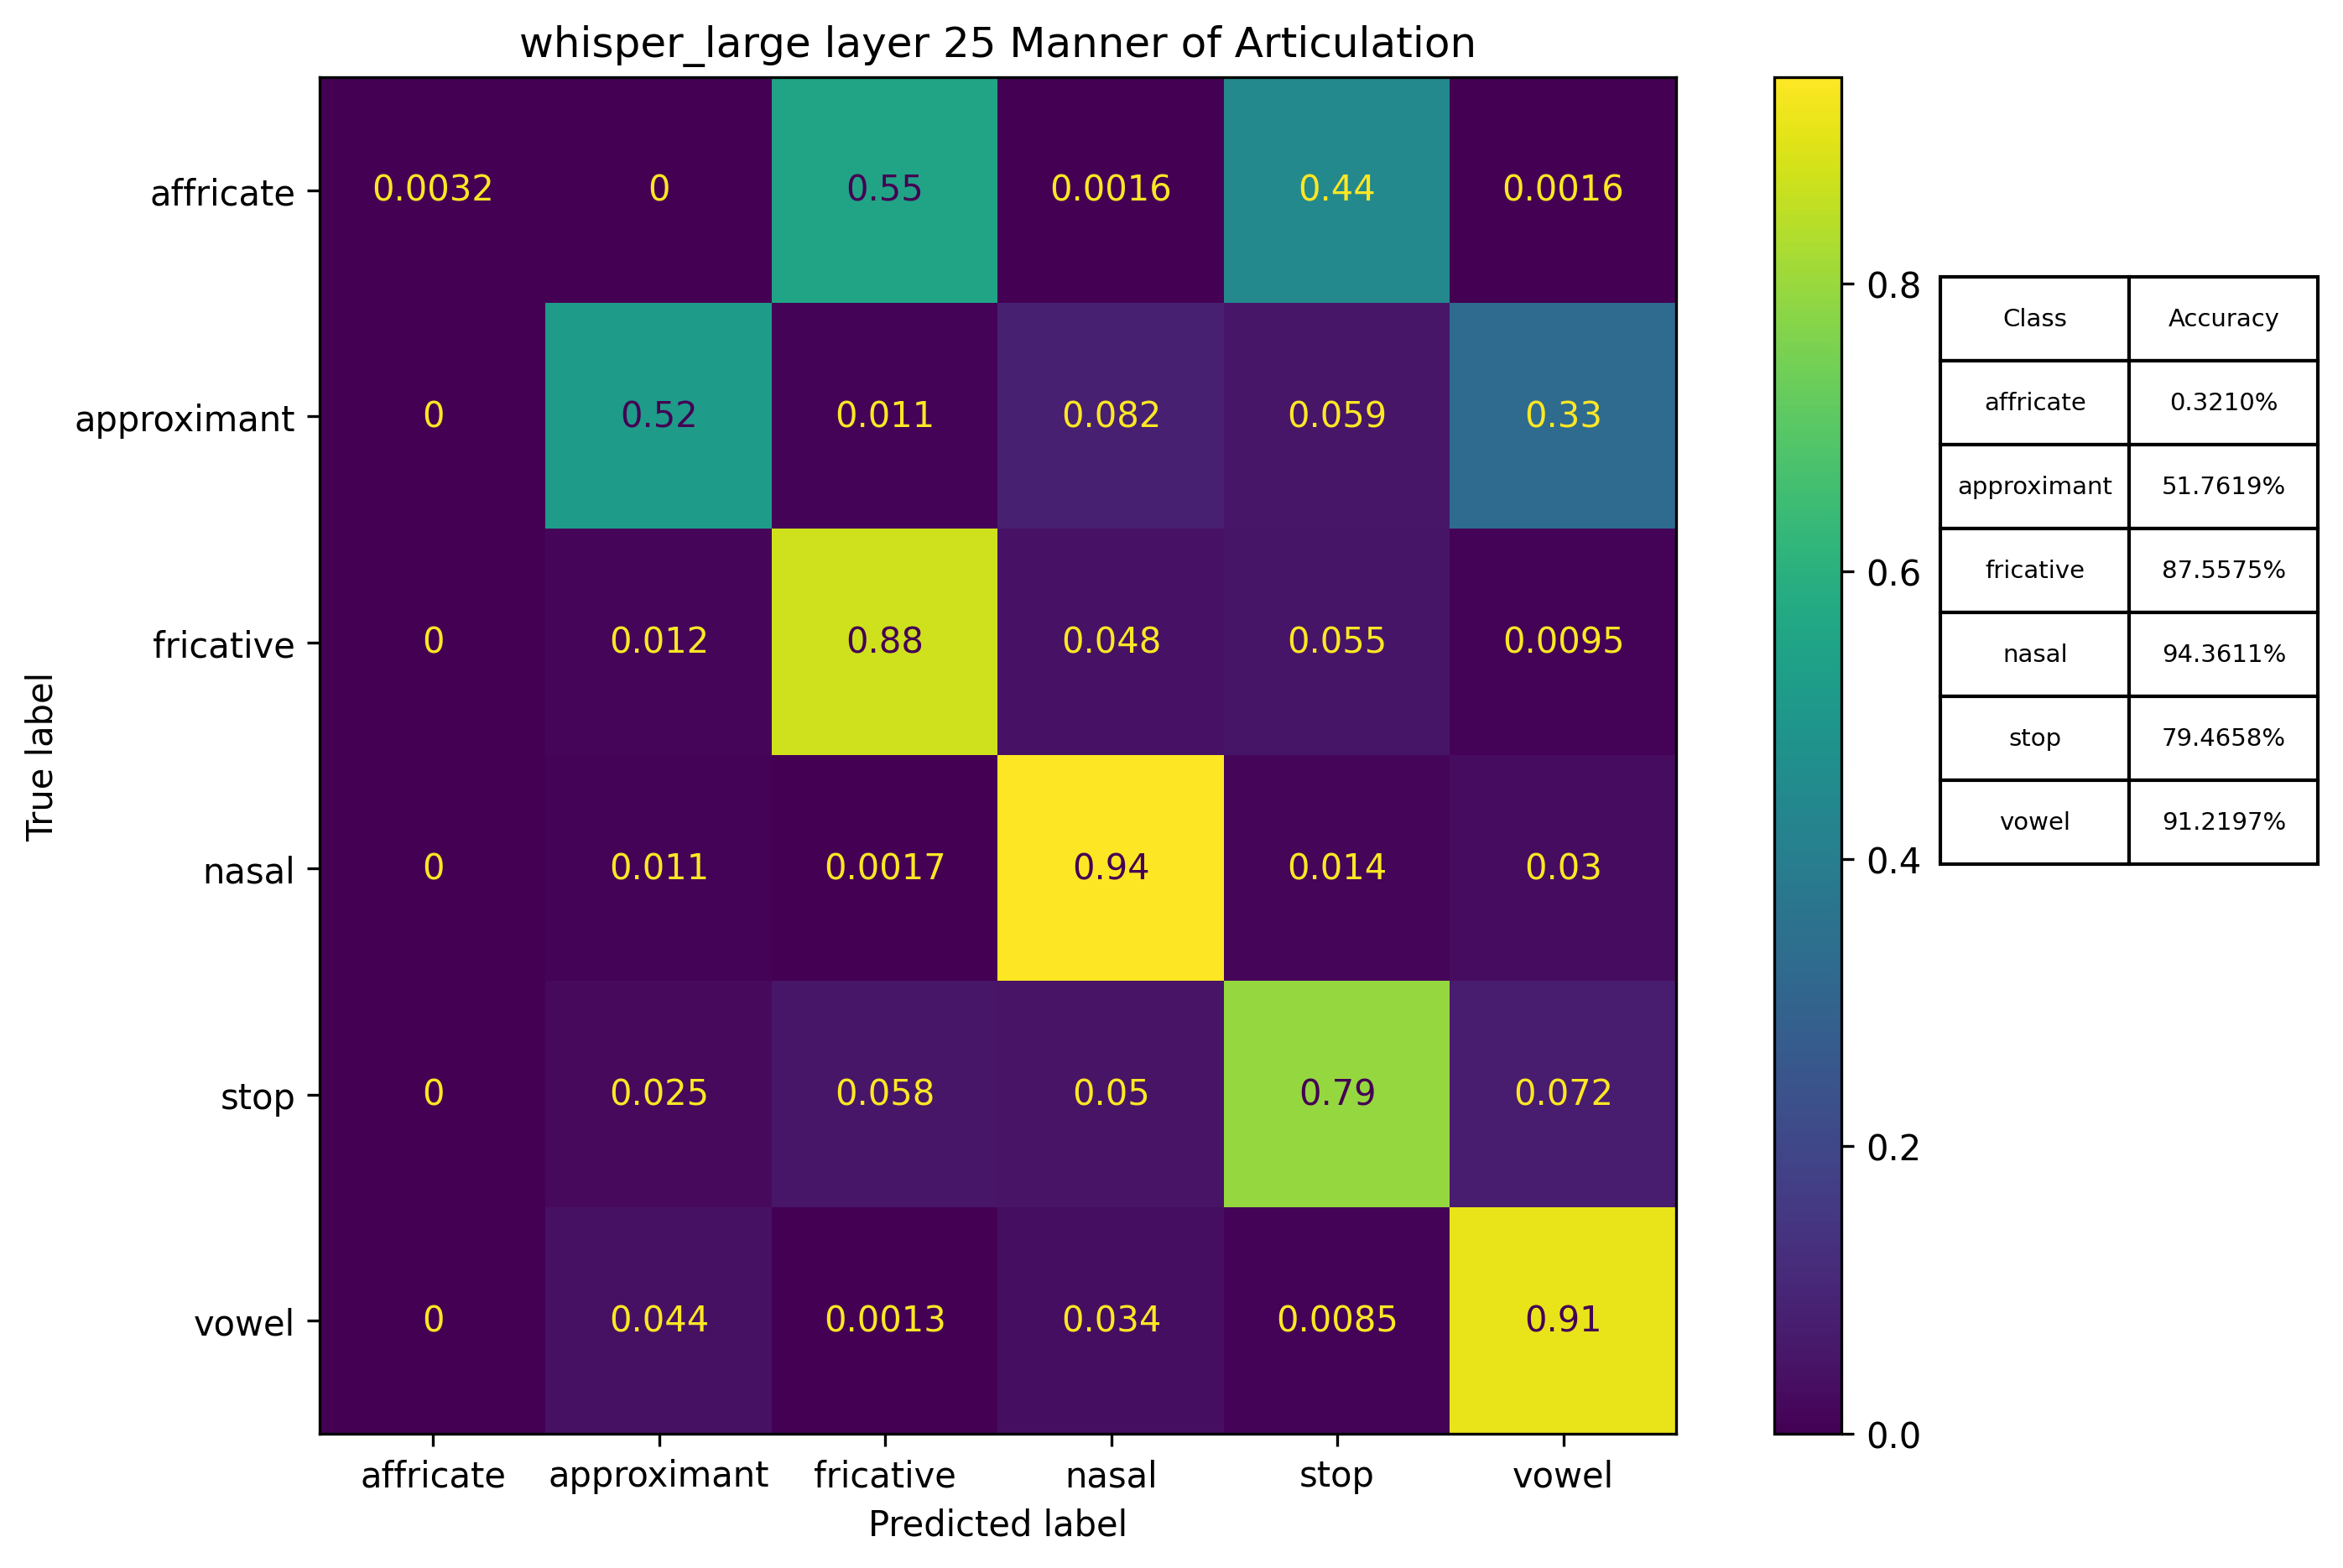 whisper_large layer 25 Manner of Articulation
True label
affricate 0.0032 0 0.55 0.0016 0.44 0.0016
approximant 0 0.52 0.011 0.082 0.059 0.33
fricative 0 0.012 0.88 0.048 0.055 0.0095
nasal 0 0.011 0.0017 0.94 0.014 0.03
stop 0 0.025 0.058 0.05 0.79 0.072
vowel 0 0.044 0.0013 0.034 0.0085 0.91
affricate approximant fricative nasal stop vowel
Predicted label
0.8
0.6
0.4
0.2
0.0
Class Accuracy
affricate 0.3210%
approximant 51.7619%
fricative 87.5575%
nasal 94.3611%
stop 79.4658%
vowel 91.2197%